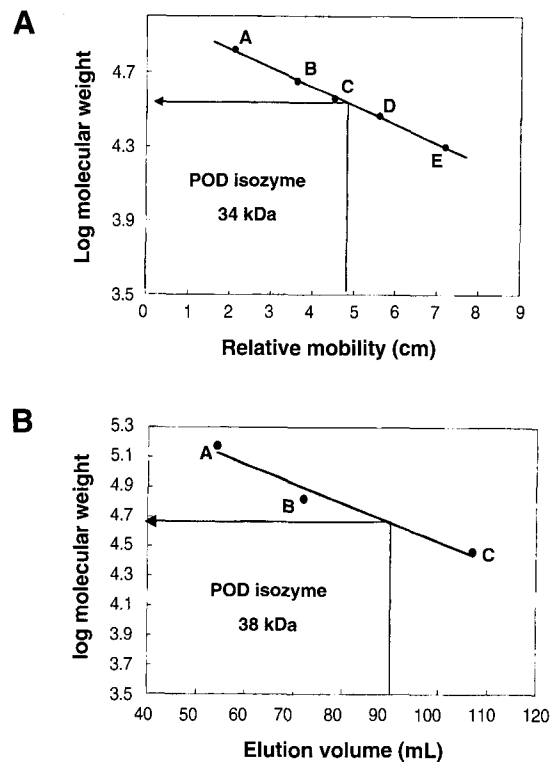 A
Log molecular weight
4.7
4.3
3.9
3.5
A
B
C
D
E
POD isozyme
34 kDa
0 1 2 3 4 5 6 7 8 9
Relative mobility (cm)
B
log molecular weight
5.3
5.1
4.9
4.7
4.5
4.3
4.1
3.9
3.7
3.5
A
B
C
POD isozyme
38 kDa
40 50 60 70 80 90 100 110 120
Elution volume (mL)